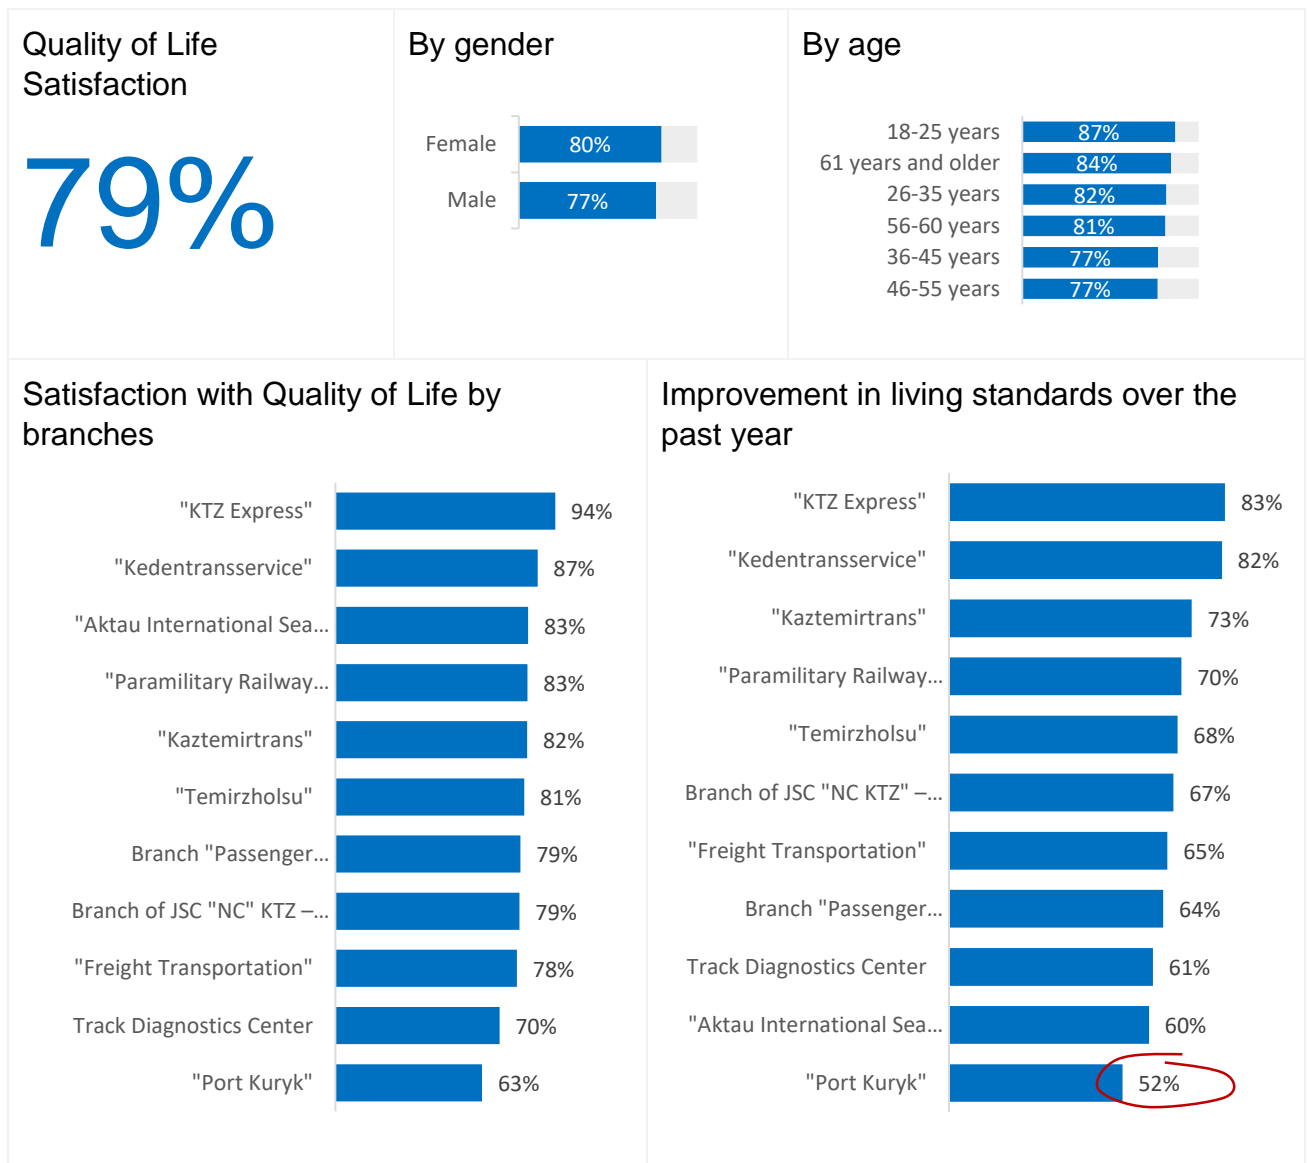 Quality of Life
Satisfaction
79%
By gender
Female 80%
Male 77%
By age
18-25 years 87%
61 years and older 84%
26-35 years 82%
56-60 years 81%
36-45 years 77%
46-55 years 77%
Satisfaction with Quality of Life by
branches
"KTZ Express" 94%
"Kedentransservice" 87%
"Aktau International Sea... 83%
"Paramilitary Railway... 83%
"Kaztemirtrans" 82%
"Temirzholsu" 81%
Branch "Passenger... 79%
Branch of JSC "NC" KTZ –... 79%
"Freight Transportation" 78%
Track Diagnostics Center 70%
"Port Kuryk" 63%
Improvement in living standards over the
past year
"KTZ Express" 83%
"Kedentransservice" 82%
"Kaztemirtrans" 73%
"Paramilitary Railway... 70%
"Temirzholsu" 68%
Branch of JSC "NC KTZ" –... 67%
"Freight Transportation" 65%
Branch "Passenger... 64%
Track Diagnostics Center 61%
"Aktau International Sea... 60%
"Port Kuryk" 52%